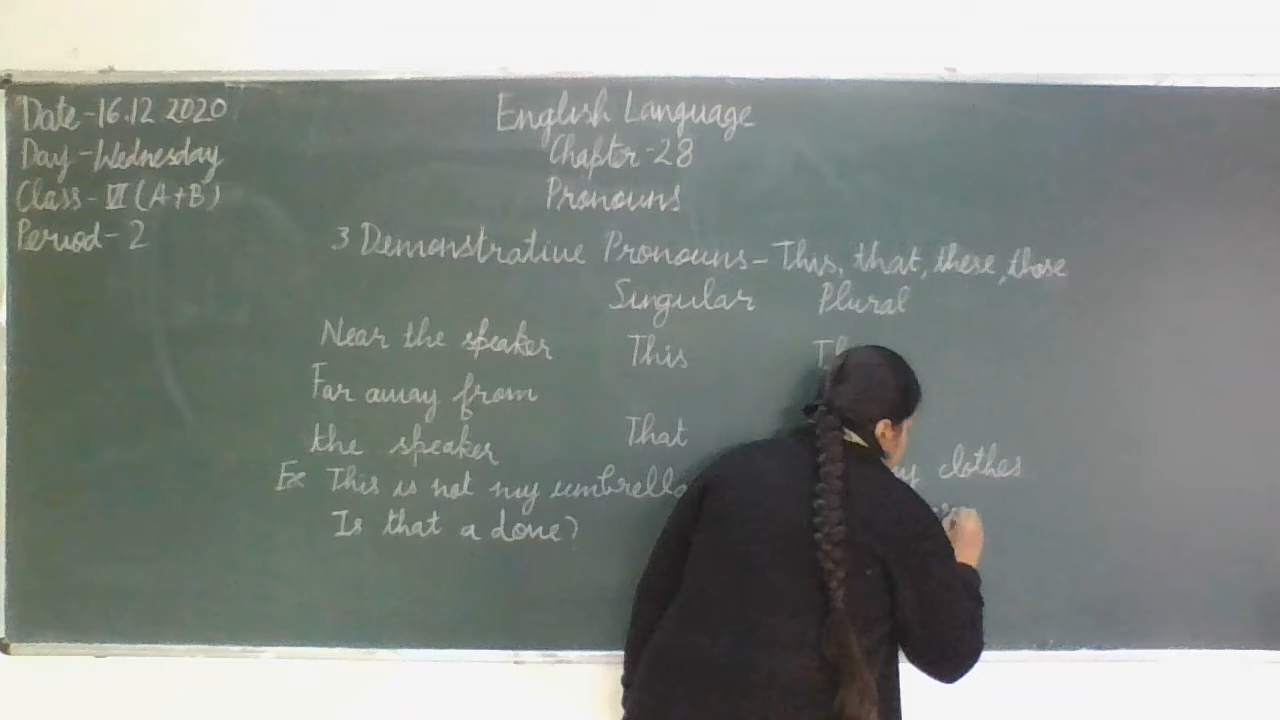 Date-16.12 2020
Day-Wednesday
Class-VI (A+B)
Period-2
English Language
Chapter-28
Pronouns
3 Demonstrative Pronouns- This, that, these, those
Singular Plural
Near the speaker This
Far away from
the speaker That
Ex This is not my umbrella clothes
Is that a done?